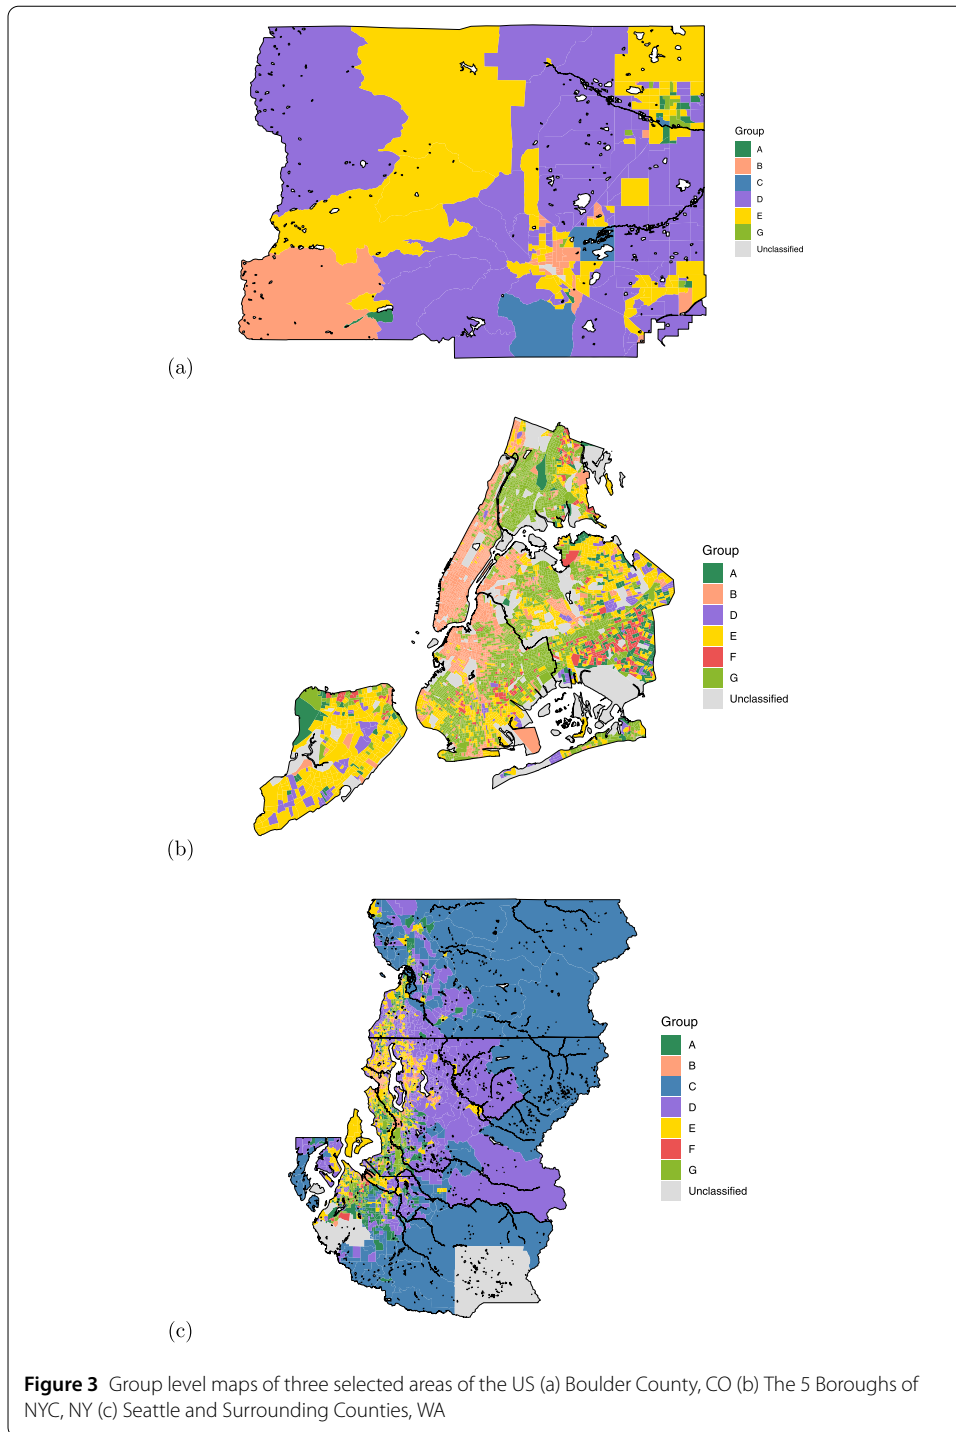 Group
A
B
C
D
E
G
Unclassified
(a)
Group
A
B
D
E
F
G
Unclassified
(b)
Group
A
B
C
D
E
F
G
Unclassified
(c)
Figure 3 Group level maps of three selected areas of the US (a) Boulder County, CO (b) The 5 Boroughs of
NYC, NY (c) Seattle and Surrounding Counties, WA